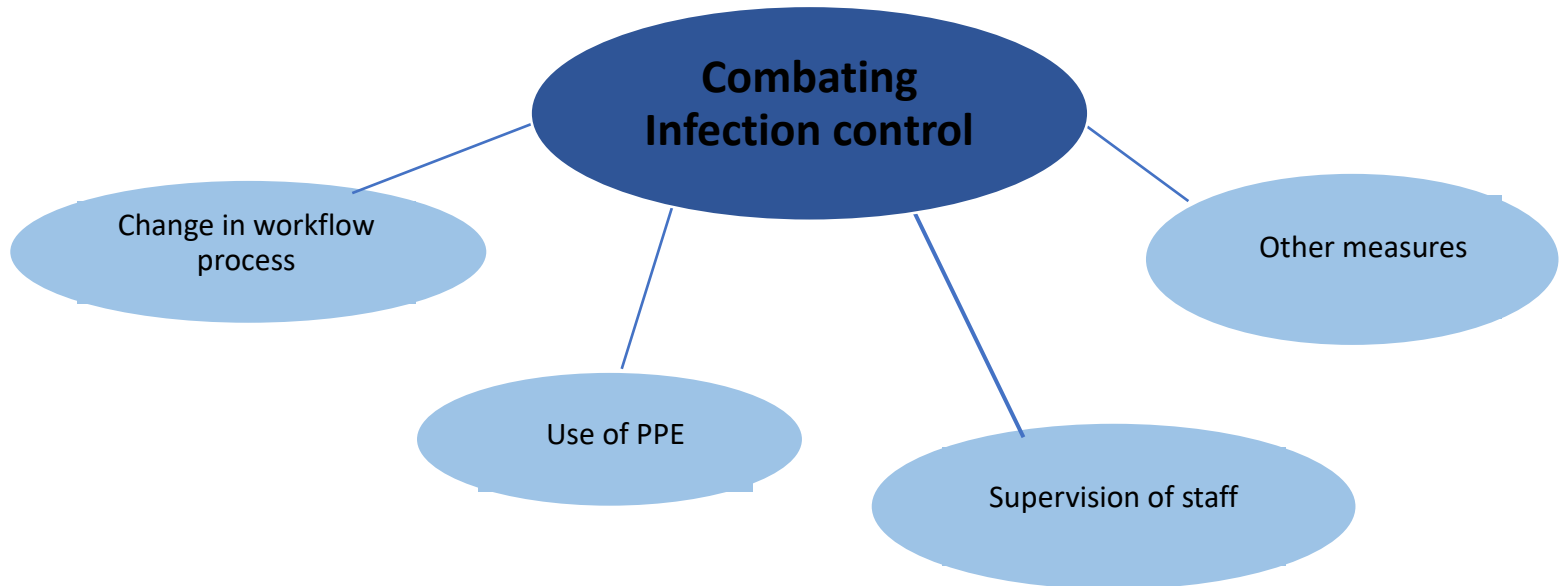 Combating
Infection control
Change in workflow
process
Other measures
Use of PPE
Supervision of staff